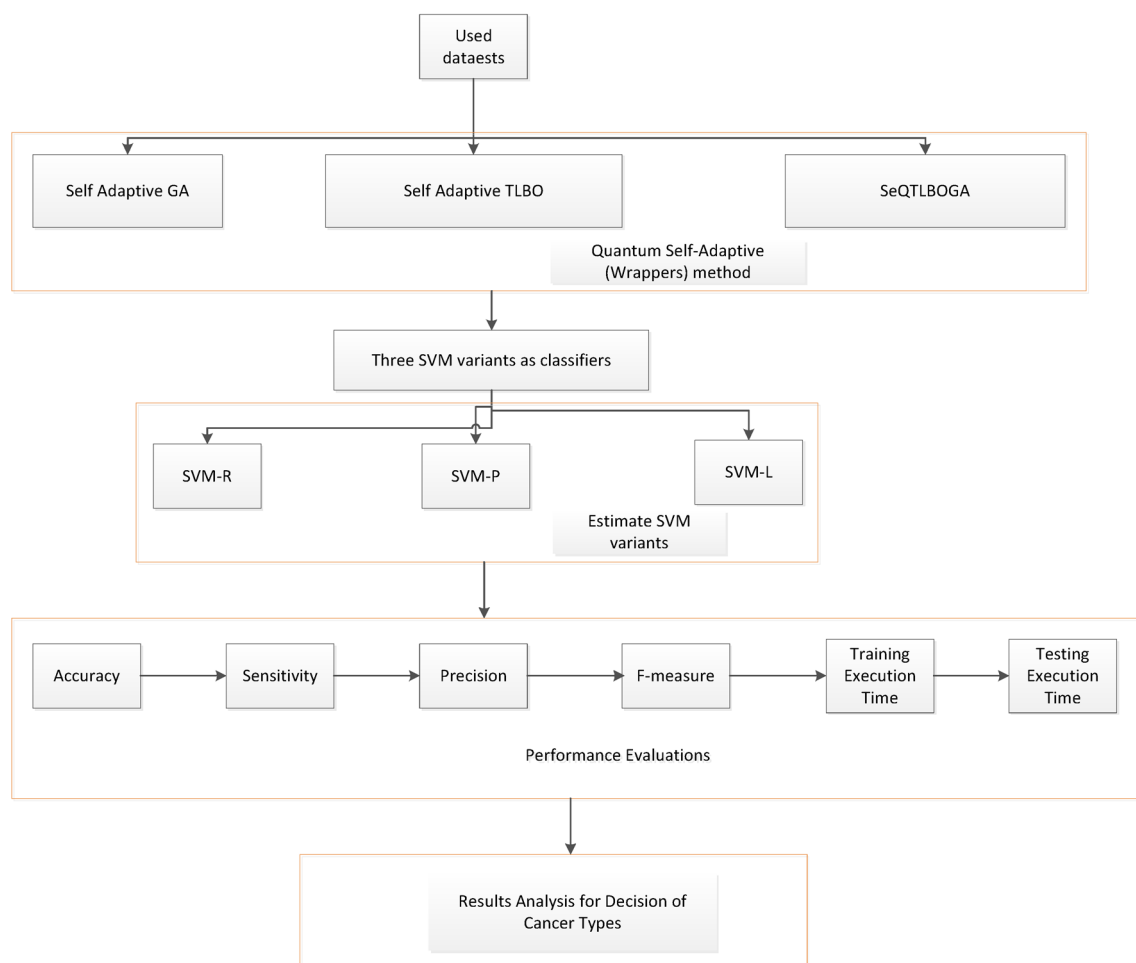 Used
dataests
Self Adaptive GA
Self Adaptive TLBO
SeQTLBOGA
Quantum Self-Adaptive
(Wrappers) method
Three SVM variants as classifiers
SVM-R
SVM-P
SVM-L
Estimate SVM
variants
Accuracy
Sensitivity
Precision
F-measure
Training
Execution
Time
Testing
Execution
Time
Performance Evaluations
Results Analysis for Decision of
Cancer Types